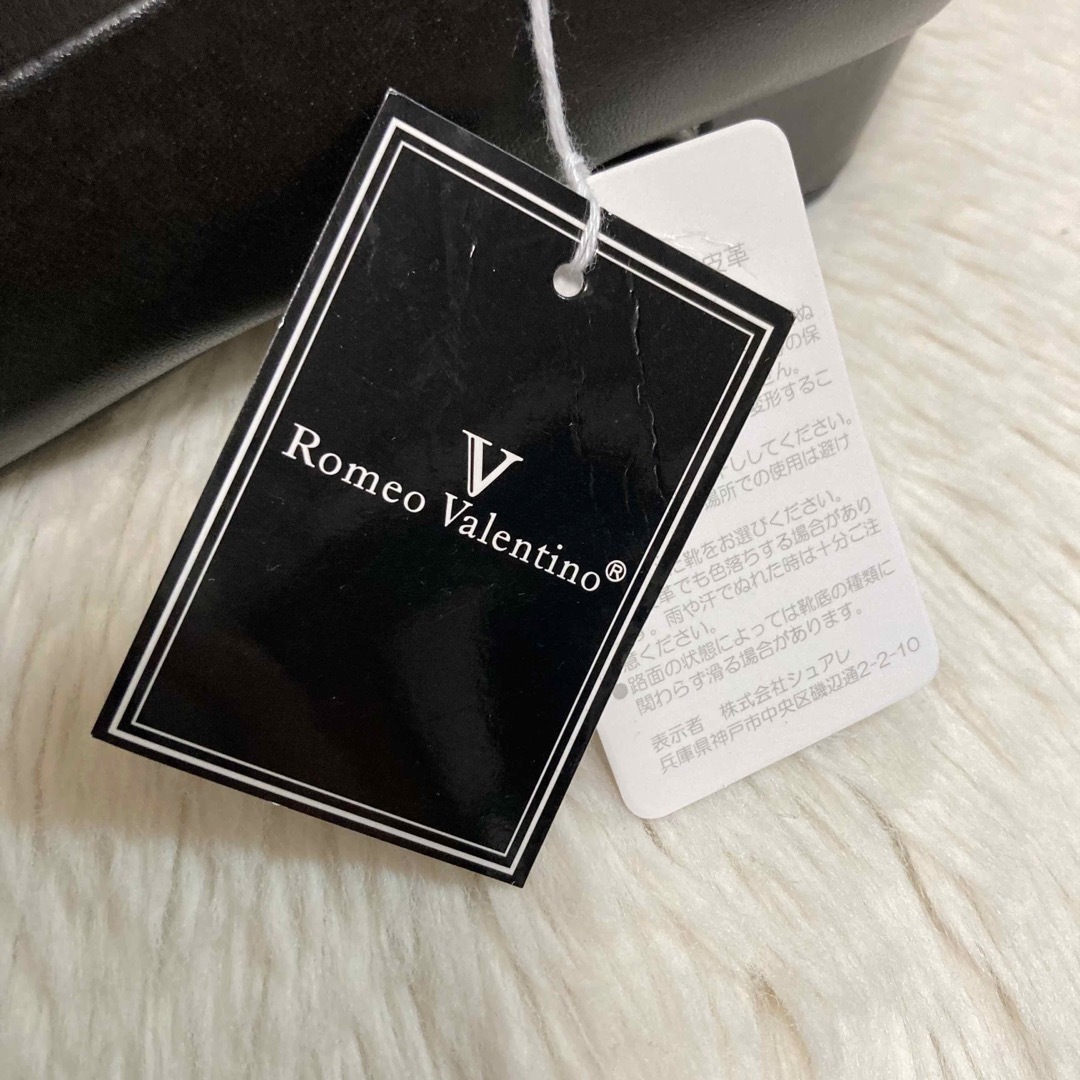 V
Romeo Valentino®
皮革
ぬ
の保
せん。
変形するこ
ししてください。
場所での使用は避け
に靴をお選びください。
革でも色落ちする場合があり
す。雨や汗でぬれた時は十分ご注
意ください。
●路面の状態によっては靴底の種類に
関わらず滑る場合があります。
表示者 株式会社シュアレ
兵庫県神戸市中央区磯辺通2-2-10